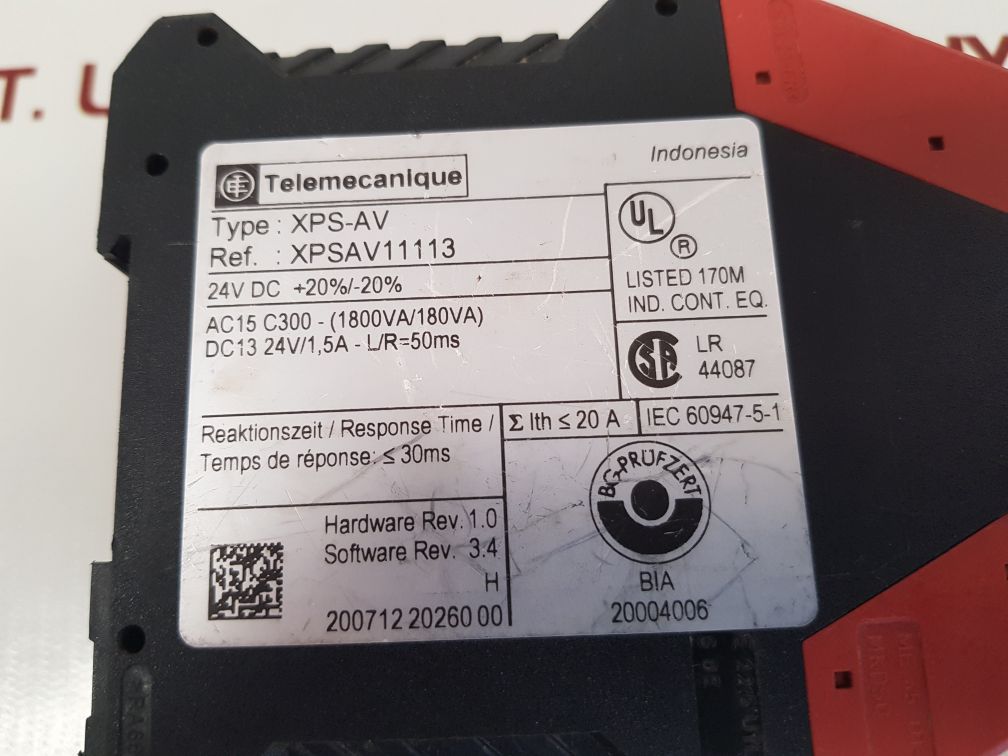 T. U
Indonesia
Telemecanique
Type : XPS-AV
Ref. : XPSAV11113
24V DC +20%/-20%
AC15 C300 - (1800VA/180VA)
DC13 24V/1,5A - L/R=50ms
UL
®
LISTED 170M
IND. CONT. EQ.
SA
LR
44087
Reaktionszeit / Response Time /
Temps de réponse: ≤ 30ms
Σ Ith ≤ 20 A
IEC 60947-5-1
BG-PRÜFZERT
BIA
20004006
Hardware Rev. 1.0
Software Rev. 3.4
H
200712 20260 00